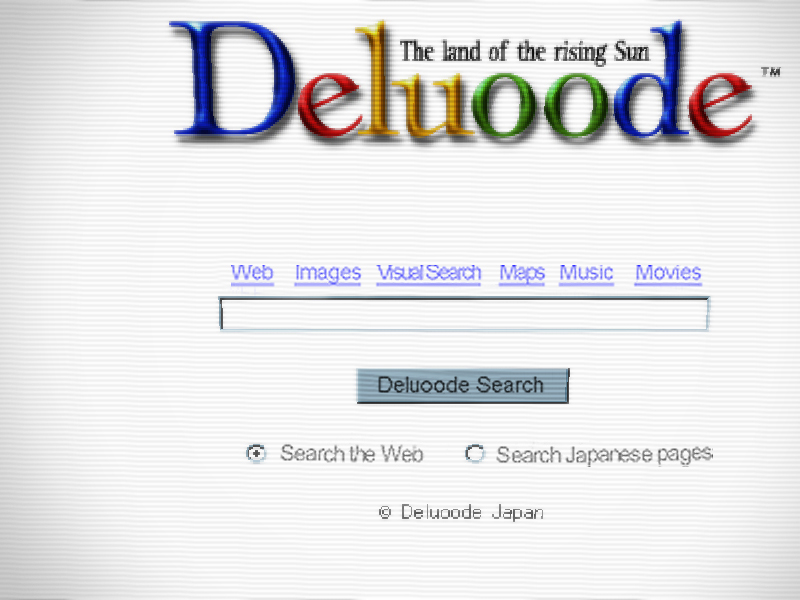 The land of the rising Sun
Deluoode™
Web Images Visual Search Maps Music Movies
Deluoode Search
Search the Web Search Japanese pages
© Deluoode Japan